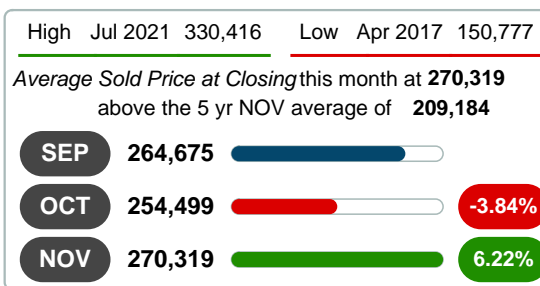 High Jul 2021 330,416 Low Apr 2017 150,777
Average Sold Price at Closing this month at 270,319
above the 5 yr NOV average of 209,184
SEP 264,675
OCT 254,499 -3.84%
NOV 270,319 6.22%